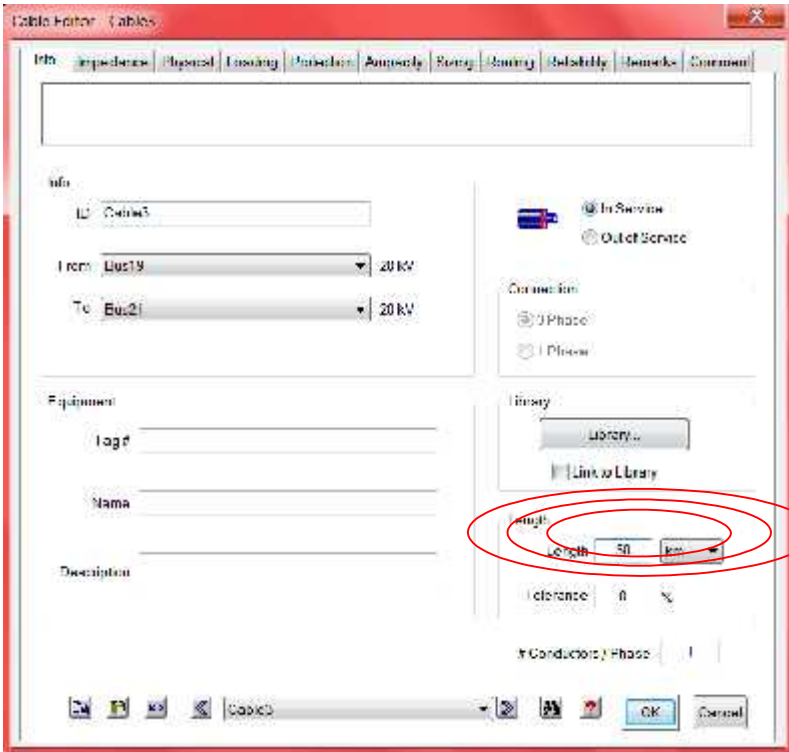 Cable Editor - Cable3
Info Impedance Physical Loading Protection Ampacity Sizing Routing Reliability Remarks Comment
Info
ID Cable3
In Service
Out of Service
From Bus19 20 kV
To Bus21 20 kV
Connection
3 Phase
1 Phase
Equipment
Tag #
Name
Description
Library
Library...
Link to Library
Length
Length 50 km
Tolerance 0 %
# Conductors / Phase 1
Cable3
OK Cancel